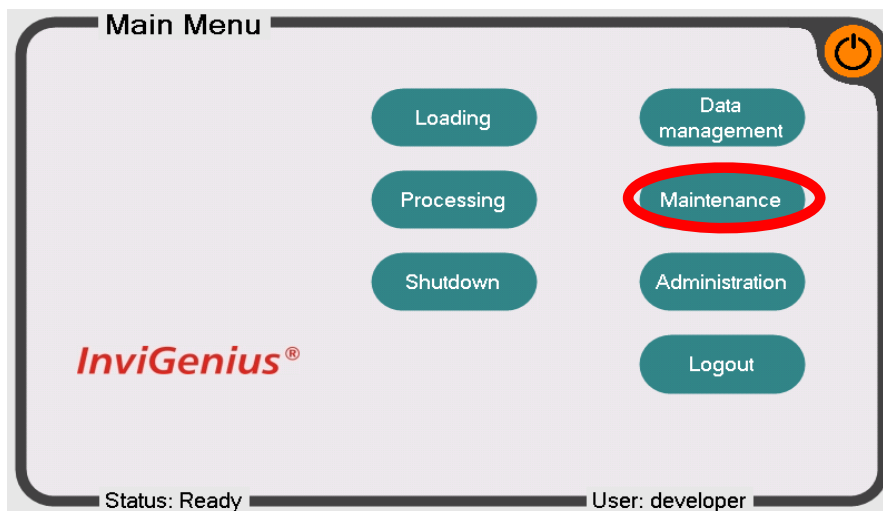 Main Menu
Loading
Data
management
Processing
Maintenance
Shutdown
Administration
InviGenius®
Logout
Status: Ready
User: developer